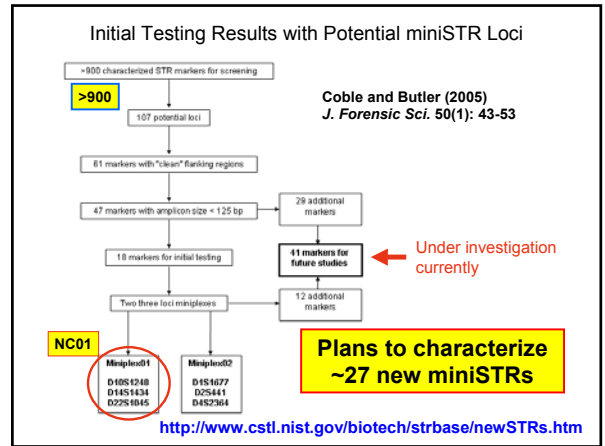 Initial Testing Results with Potential miniSTR Loci
>900 characterized STR markers for screening
>900
Coble and Butler (2005)
J. Forensic Sci. 50(1): 43-53
107 potential loci
61 markers with "clean" flanking regions
47 markers with amplicon size < 125 bp
29 additional
markers
18 markers for initial testing
41 markers for
future studies
Under investigation
currently
Two three loci miniplexes
12 additional
markers
NC01
Miniplex01
D10S1248
D14S1434
D22S1045
Miniplex02
D1S1677
D2S441
D4S2364
Plans to characterize
~27 new miniSTRs
http://www.cstl.nist.gov/biotech/strbase/newSTRs.htm